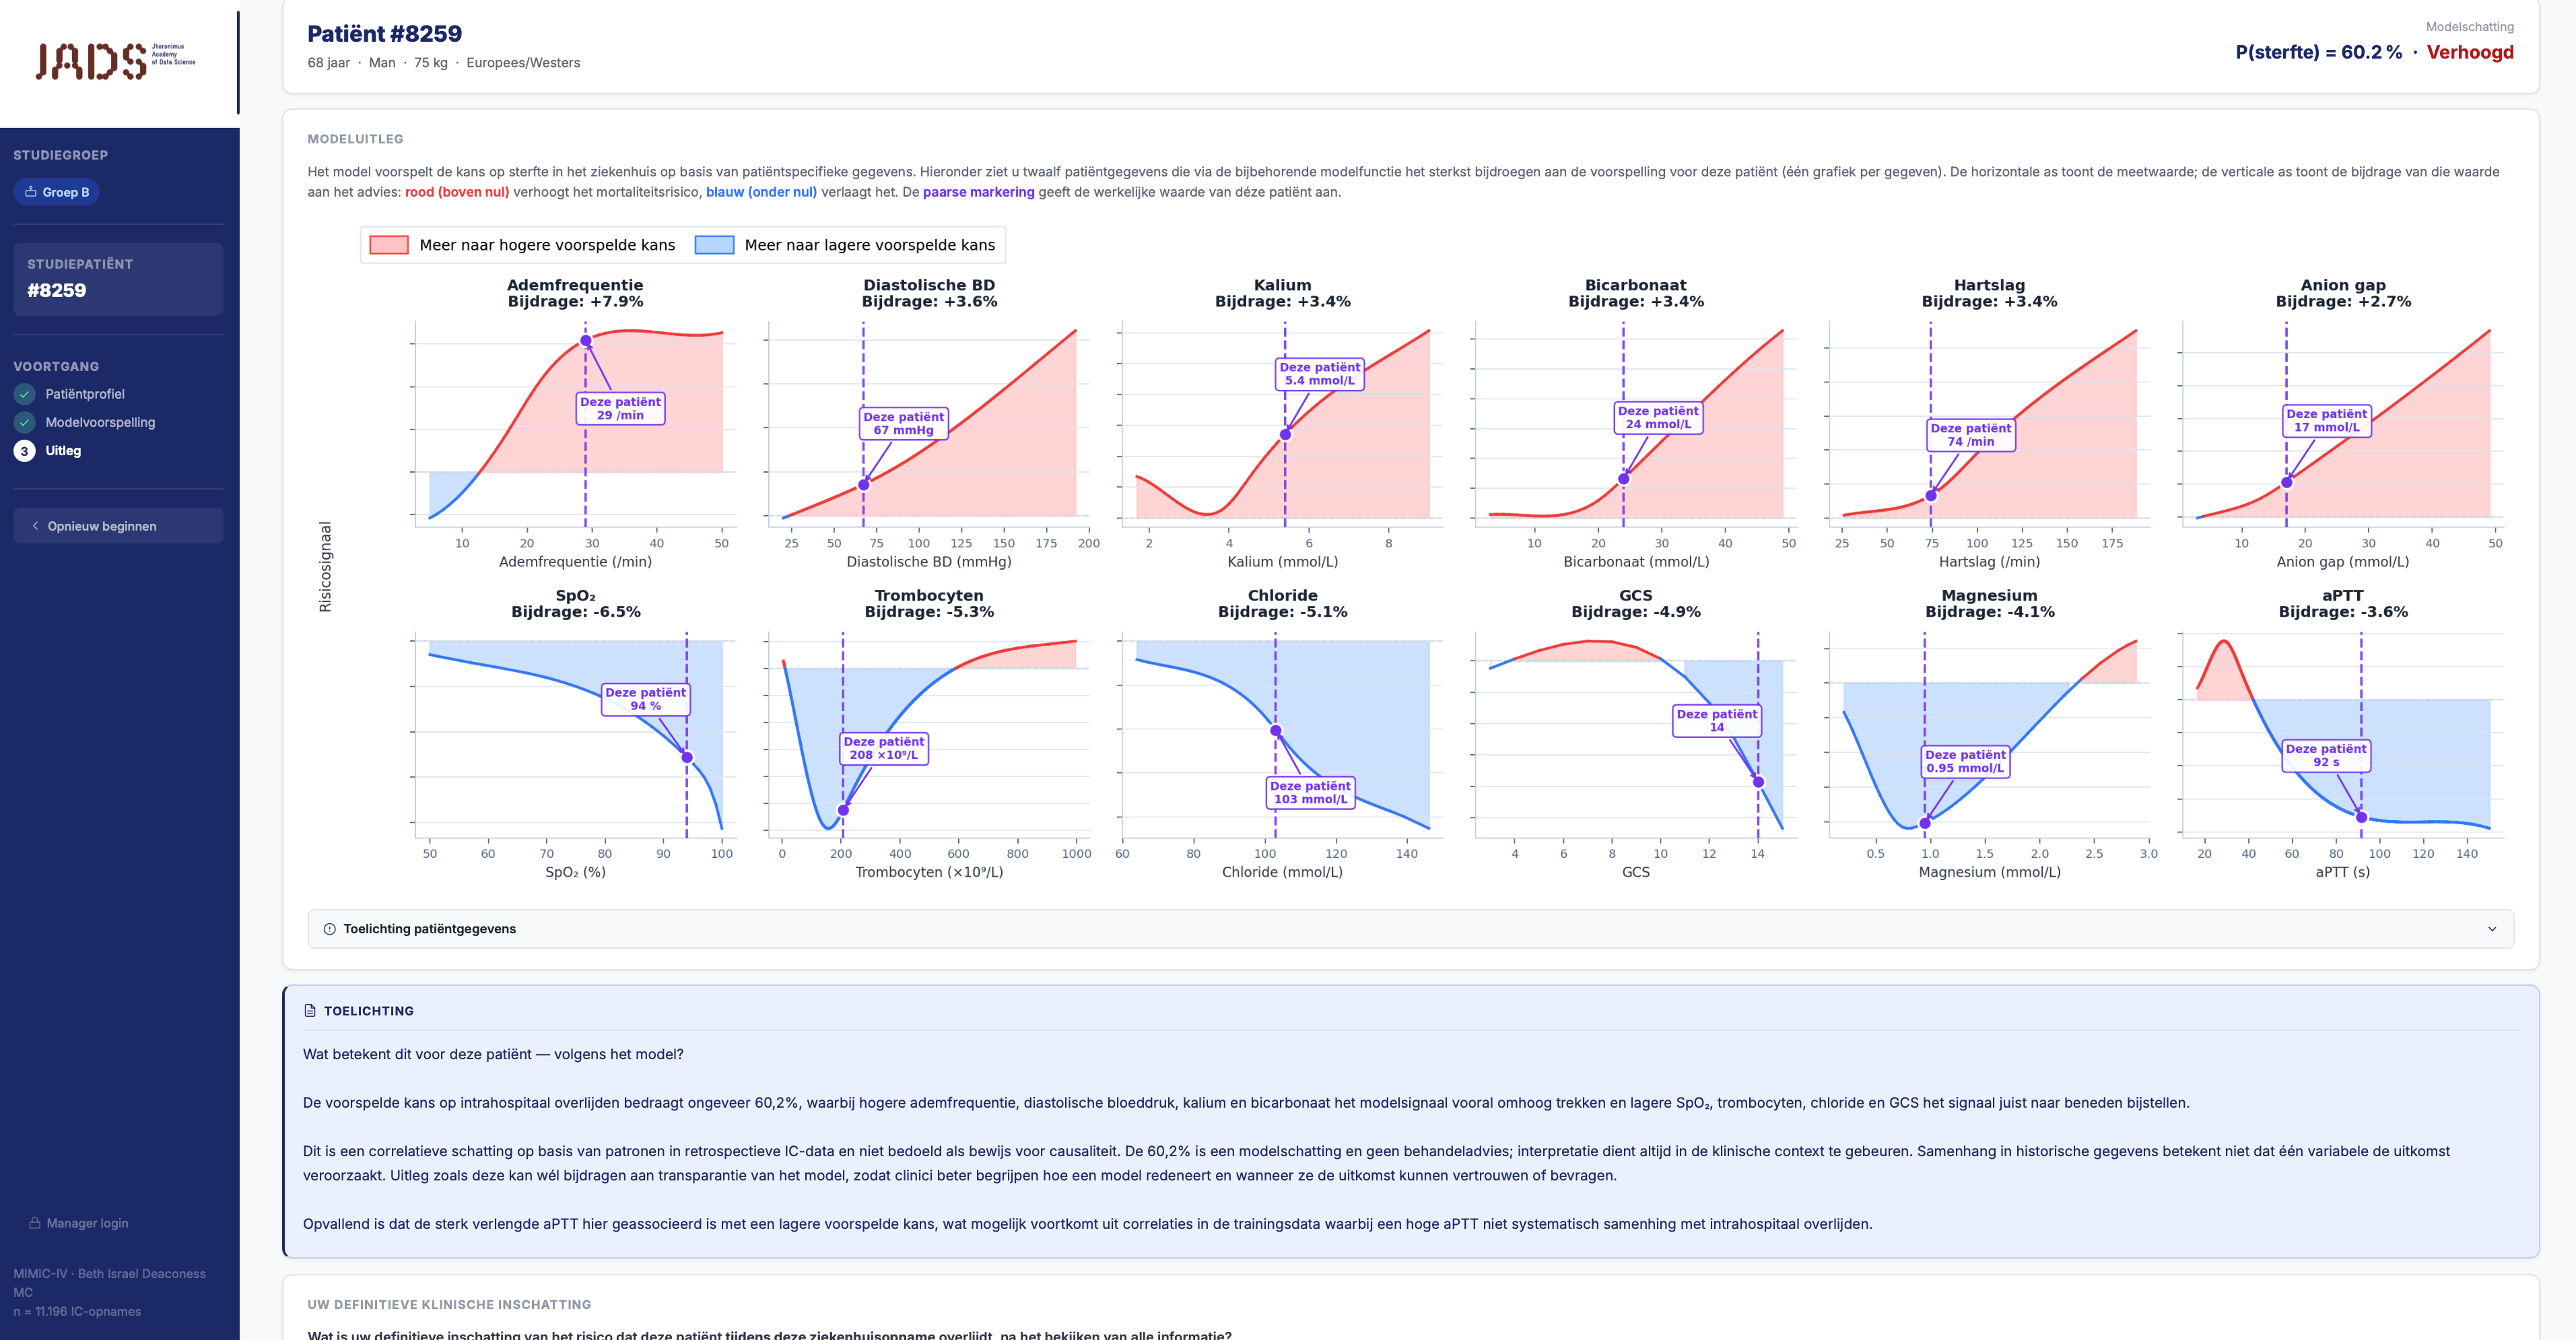 JADS
Jheronimus
Academy
of Data Science
STUDIEGROEP
Groep B
STUDIEPATIËNT
#8259
VOORTGANG
Patiëntprofiel
Modelvoorspelling
3 Uitleg
Opnieuw beginnen
Manager login
MIMIC-IV · Beth Israel Deaconess
MC
n = 11.196 IC-opnames
Patiënt #8259
68 jaar · Man · 75 kg · Europees/Westers
Modelschatting
P(sterfte) = 60.2 % · Verhoogd
MODELUITLEG
Het model voorspelt de kans op sterfte in het ziekenhuis op basis van patiëntspecifieke gegevens. Hieronder ziet u twaalf patiëntgegevens die via de bijbehorende modelfunctie het sterkst bijdroegen aan de voorspelling voor deze patiënt (één grafiek per gegeven). De horizontale as toont de meetwaarde; de verticale as toont de bijdrage van die waarde
aan het advies: rood (boven nul) verhoogt het mortaliteitsrisico, blauw (onder nul) verlaagt het. De paarse markering geeft de werkelijke waarde van déze patiënt aan.
Meer naar hogere voorspelde kans
Meer naar lagere voorspelde kans
Risicosignaal
Ademfrequentie
Bijdrage: +7.9%
Deze patiënt
29 /min
10 20 30 40 50
Ademfrequentie (/min)
Diastolische BD
Bijdrage: +3.6%
Deze patiënt
67 mmHg
25 50 75 100 125 150 175 200
Diastolische BD (mmHg)
Kalium
Bijdrage: +3.4%
Deze patiënt
5.4 mmol/L
2 4 6 8
Kalium (mmol/L)
Bicarbonaat
Bijdrage: +3.4%
Deze patiënt
24 mmol/L
10 20 30 40 50
Bicarbonaat (mmol/L)
Hartslag
Bijdrage: +3.4%
Deze patiënt
74 /min
25 50 75 100 125 150 175
Hartslag (/min)
Anion gap
Bijdrage: +2.7%
Deze patiënt
17 mmol/L
10 20 30 40 50
Anion gap (mmol/L)
SpO₂
Bijdrage: -6.5%
Deze patiënt
94 %
50 60 70 80 90 100
SpO₂ (%)
Trombocyten
Bijdrage: -5.3%
Deze patiënt
208 ×10⁹/L
0 200 400 600 800 1000
Trombocyten (×10⁹/L)
Chloride
Bijdrage: -5.1%
Deze patiënt
103 mmol/L
60 80 100 120 140
Chloride (mmol/L)
GCS
Bijdrage: -4.9%
Deze patiënt
14
4 6 8 10 12 14
GCS
Magnesium
Bijdrage: -4.1%
Deze patiënt
0.95 mmol/L
0.5 1.0 1.5 2.0 2.5 3.0
Magnesium (mmol/L)
aPTT
Bijdrage: -3.6%
Deze patiënt
92 s
20 40 60 80 100 120 140
aPTT (s)
Toelichting patiëntgegevens
TOELICHTING
Wat betekent dit voor deze patiënt — volgens het model?
De voorspelde kans op intrahospitaal overlijden bedraagt ongeveer 60,2%, waarbij hogere ademfrequentie, diastolische bloeddruk, kalium en bicarbonaat het modelsignaal vooral omhoog trekken en lagere SpO₂, trombocyten, chloride en GCS het signaal juist naar beneden bijstellen.
Dit is een correlatieve schatting op basis van patronen in retrospectieve IC-data en niet bedoeld als bewijs voor causaliteit. De 60,2% is een modelschatting en geen behandeladvies; interpretatie dient altijd in de klinische context te gebeuren. Samenhang in historische gegevens betekent niet dat één variabele de uitkomst
veroorzaakt. Uitleg zoals deze kan wél bijdragen aan transparantie van het model, zodat clinici beter begrijpen hoe een model redeneert en wanneer ze de uitkomst kunnen vertrouwen of bevragen.
Opvallend is dat de sterk verlengde aPTT hier geassocieerd is met een lagere voorspelde kans, wat mogelijk voortkomt uit correlaties in de trainingsdata waarbij een hoge aPTT niet systematisch samenhing met intrahospitaal overlijden.
UW DEFINITIEVE KLINISCHE INSCHATTING
Wat is uw definitieve inschatting van het risico dat deze patiënt tijdens deze ziekenhuisopname overlijdt, na het bekijken van alle informatie?